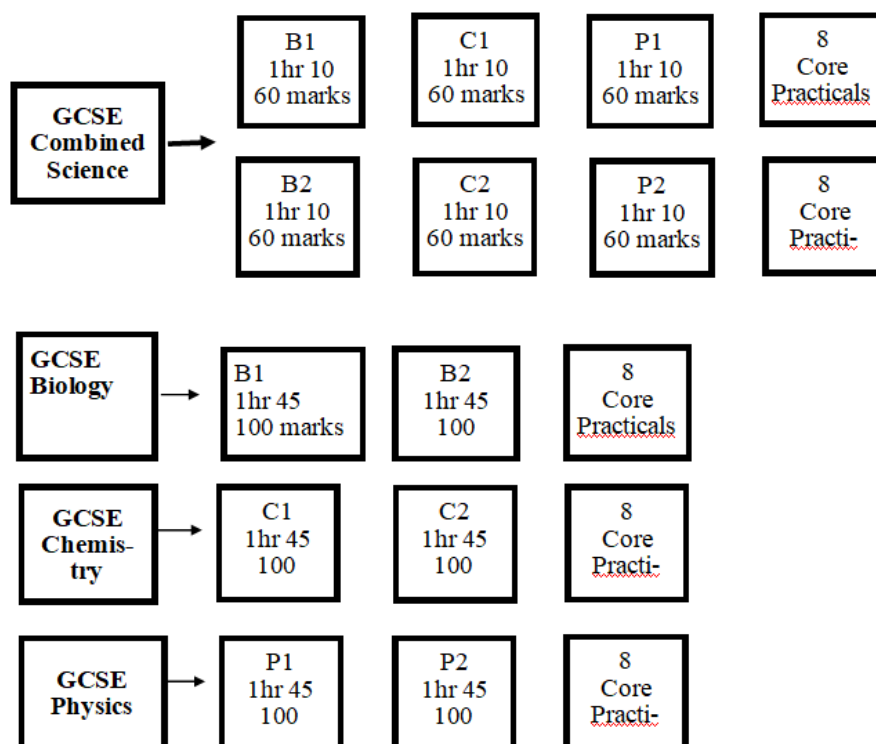 GCSE
Combined
Science
B1
1hr 10
60 marks
C1
1hr 10
60 marks
P1
1hr 10
60 marks
8
Core
Practicals
B2
1hr 10
60 marks
C2
1hr 10
60 marks
P2
1hr 10
60 marks
8
Core
Practi-
GCSE
Biology
B1
1hr 45
100 marks
B2
1hr 45
100
8
Core
Practicals
GCSE
Chemis-
try
C1
1hr 45
100
C2
1hr 45
100
8
Core
Practi-
GCSE
Physics
P1
1hr 45
100
P2
1hr 45
100
8
Core
Practi-